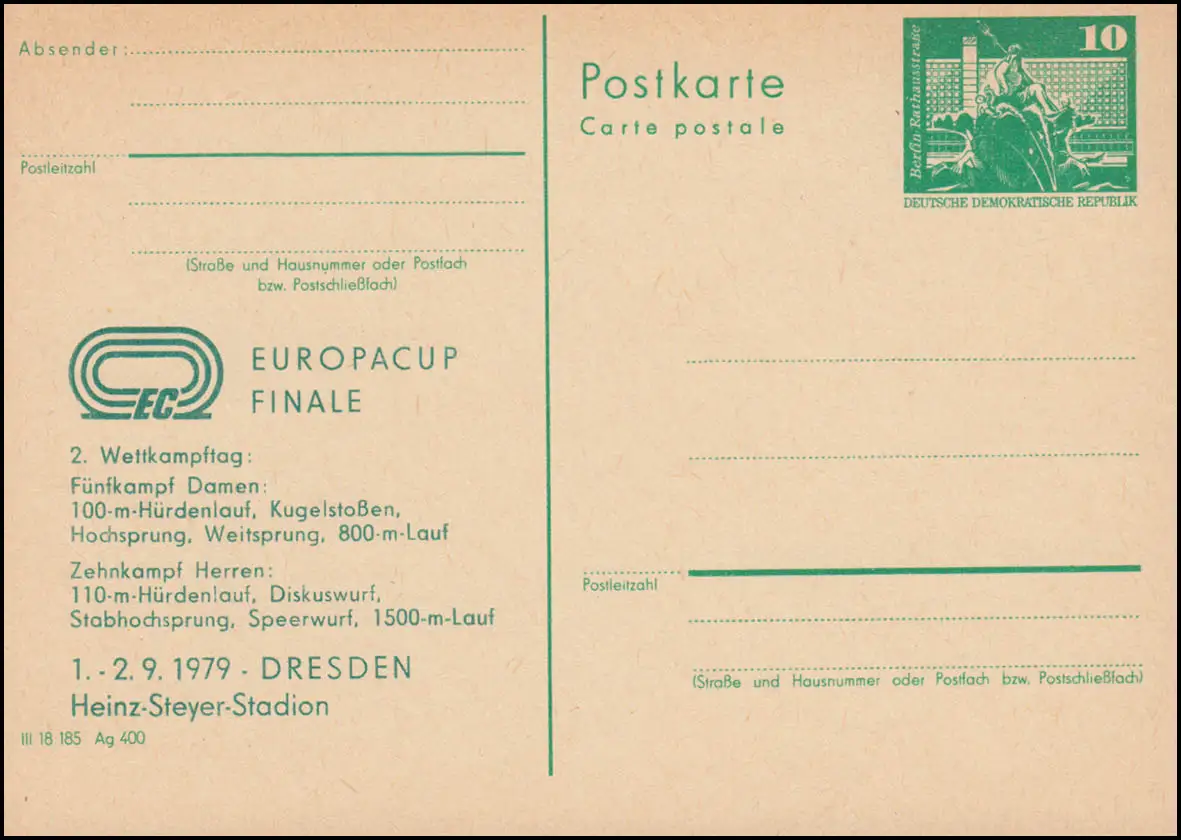 Absender:
Postleitzahl
(Straße und Hausnummer oder Postfach
bzw. Postschließfach)
EC
EUROPACUP
FINALE
2. Wettkampftag:
Fünfkampf Damen:
100-m-Hürdenlauf, Kugelstoßen,
Hochsprung, Weitsprung, 800-m-Lauf
Zehnkampf Herren:
110-m-Hürdenlauf, Diskuswurf,
Stabhochsprung, Speerwurf, 1500-m-Lauf
1.-2.9.1979 - DRESDEN
Heinz-Steyer-Stadion
III 18 185 Ag 400
Postkarte
Carte postale
10
Berlin-Rathausstraße
DEUTSCHE DEMOKRATISCHE REPUBLIK
Postleitzahl
(Straße und Hausnummer oder Postfach bzw. Postschließfach)